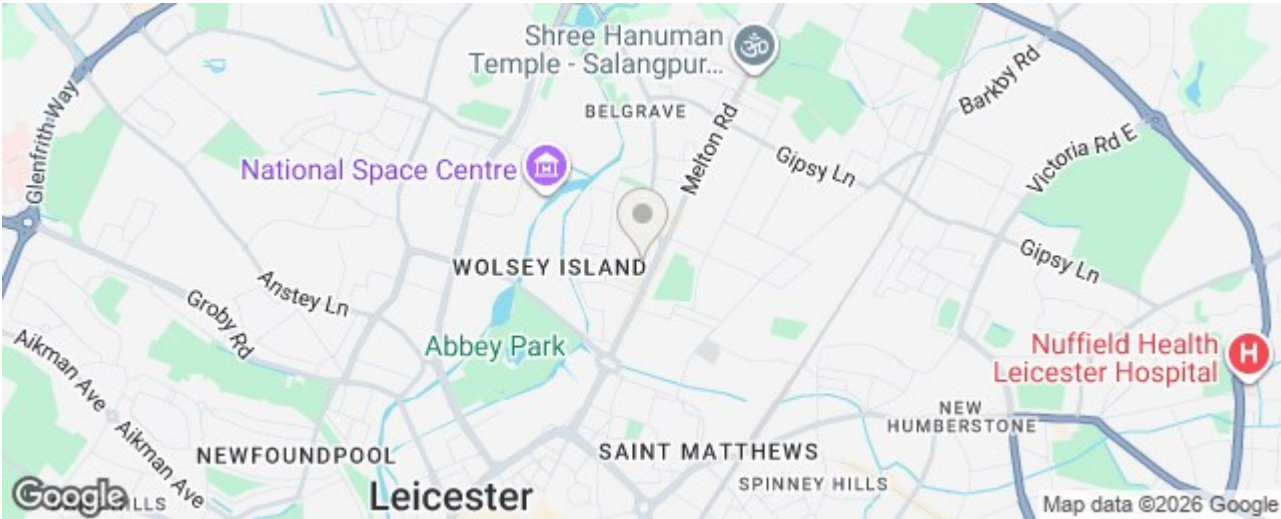 Shree Hanuman
Temple - Salangpur...
Glenfrith Way
BELGRAVE
Barkby Rd
Melton Rd
National Space Centre
Gipsy Ln
Victoria Rd E
WOLSEY ISLAND
Anstey Ln
Gipsy Ln
Groby Rd
Abbey Park
Nuffield Health
Leicester Hospital
H
Aikman Ave
Aikman Ave
NEW
HUMBERSTONE
NEWFOUNDPOOL
SAINT MATTHEWS
SPINNEY HILLS
Leicester
Google
HILLS
Map data ©2026 Google